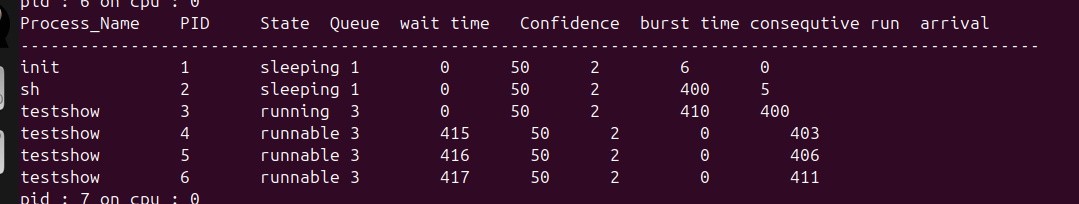 pid : 6 on cpu : 0
Process_Name PID State Queue wait time Confidence burst time consequtive run arrival
------------------------------------------------------------------------------------------------------
init 1 sleeping 1 0 50 2 6 0
sh 2 sleeping 1 0 50 2 400 5
testshow 3 running 3 0 50 2 410 400
testshow 4 runnable 3 415 50 2 0 403
testshow 5 runnable 3 416 50 2 0 406
testshow 6 runnable 3 417 50 2 0 411
pid : 7 on cpu : 0